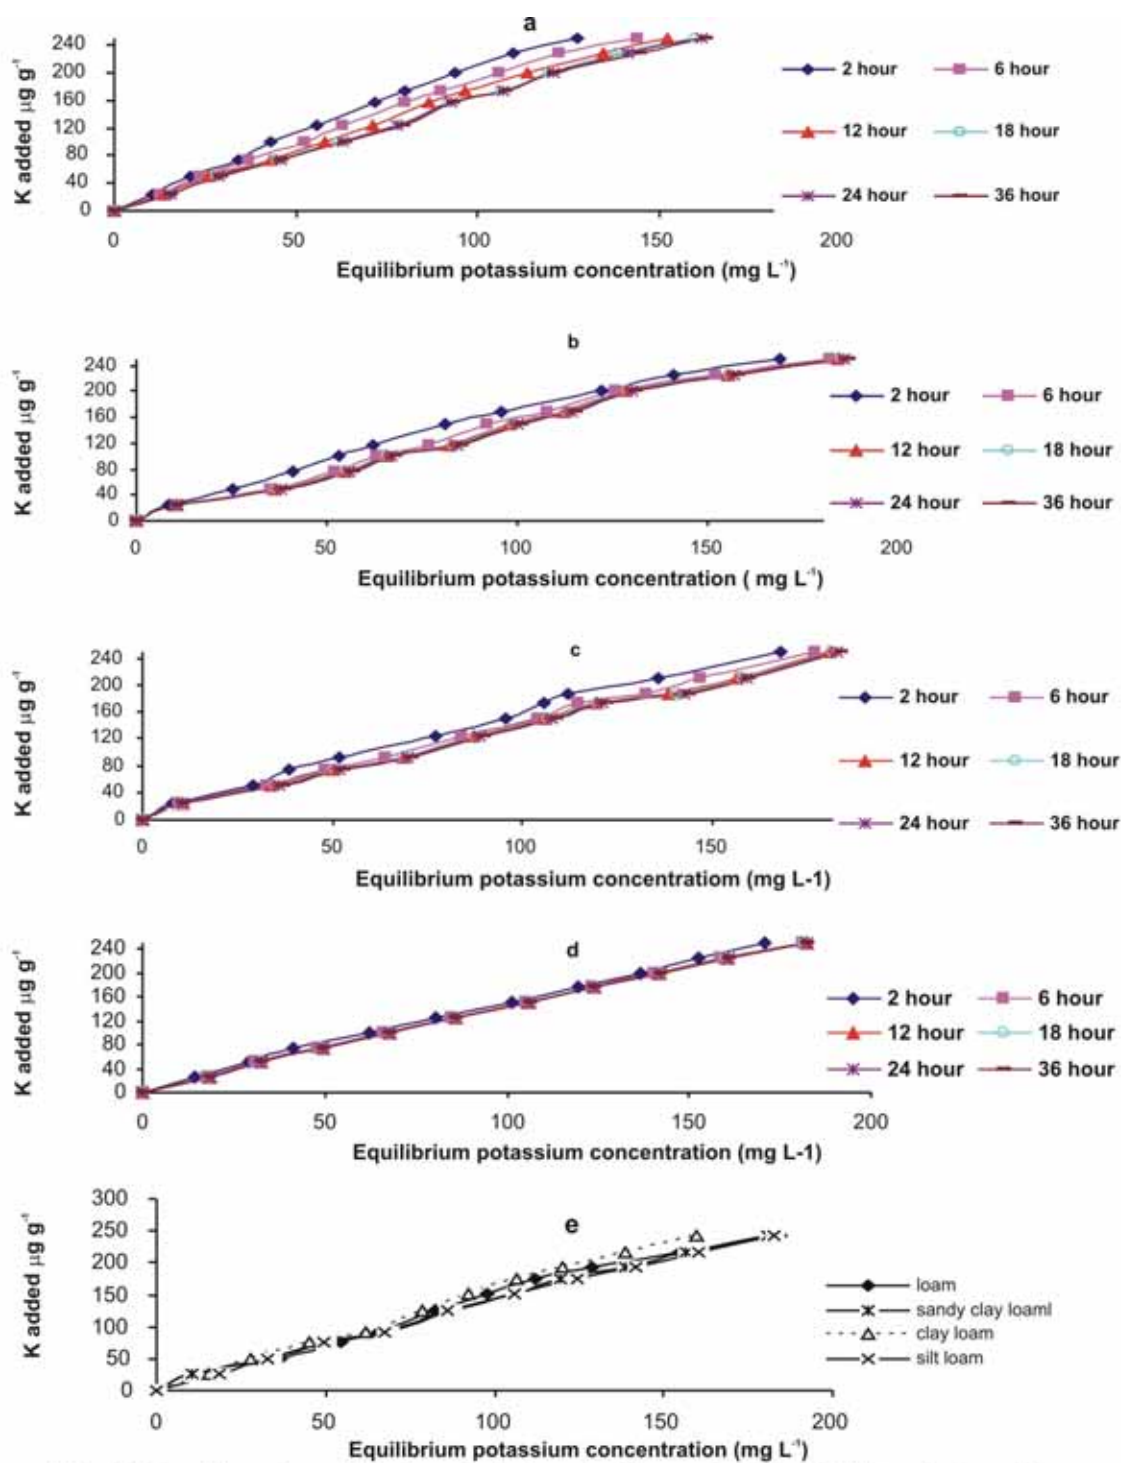 a
K added µg g-1
240
200
160
120
80
40
0
0 50 100 150 200
Equilibrium potassium concentration (mg L-1)
2 hour 6 hour
12 hour 18 hour
24 hour 36 hour
b
K added µg g-1
240
200
160
120
80
40
0
0 50 100 150 200
Equilibrium potassium concentration ( mg L-1)
2 hour 6 hour
12 hour 18 hour
24 hour 36 hour
c
K added µg g-1
240
200
160
120
80
40
0
0 50 100 150
Equilibrium potassium concentratiom (mg L-1)
2 hour 6 hour
12 hour 18 hour
24 hour 36 hour
d
K added µg g-1
240
200
160
120
80
40
0
0 50 100 150 200
Equilibrium potassium concentration (mg L-1)
2 hour 6 hour
12 hour 18 hour
24 hour 36 hour
e
K added µg g-1
300
250
200
150
100
50
0
0 50 100 150 200
Equilibrium potassium concentration (mg L-1)
loam
sandy clay loaml
clay loam
silt loam